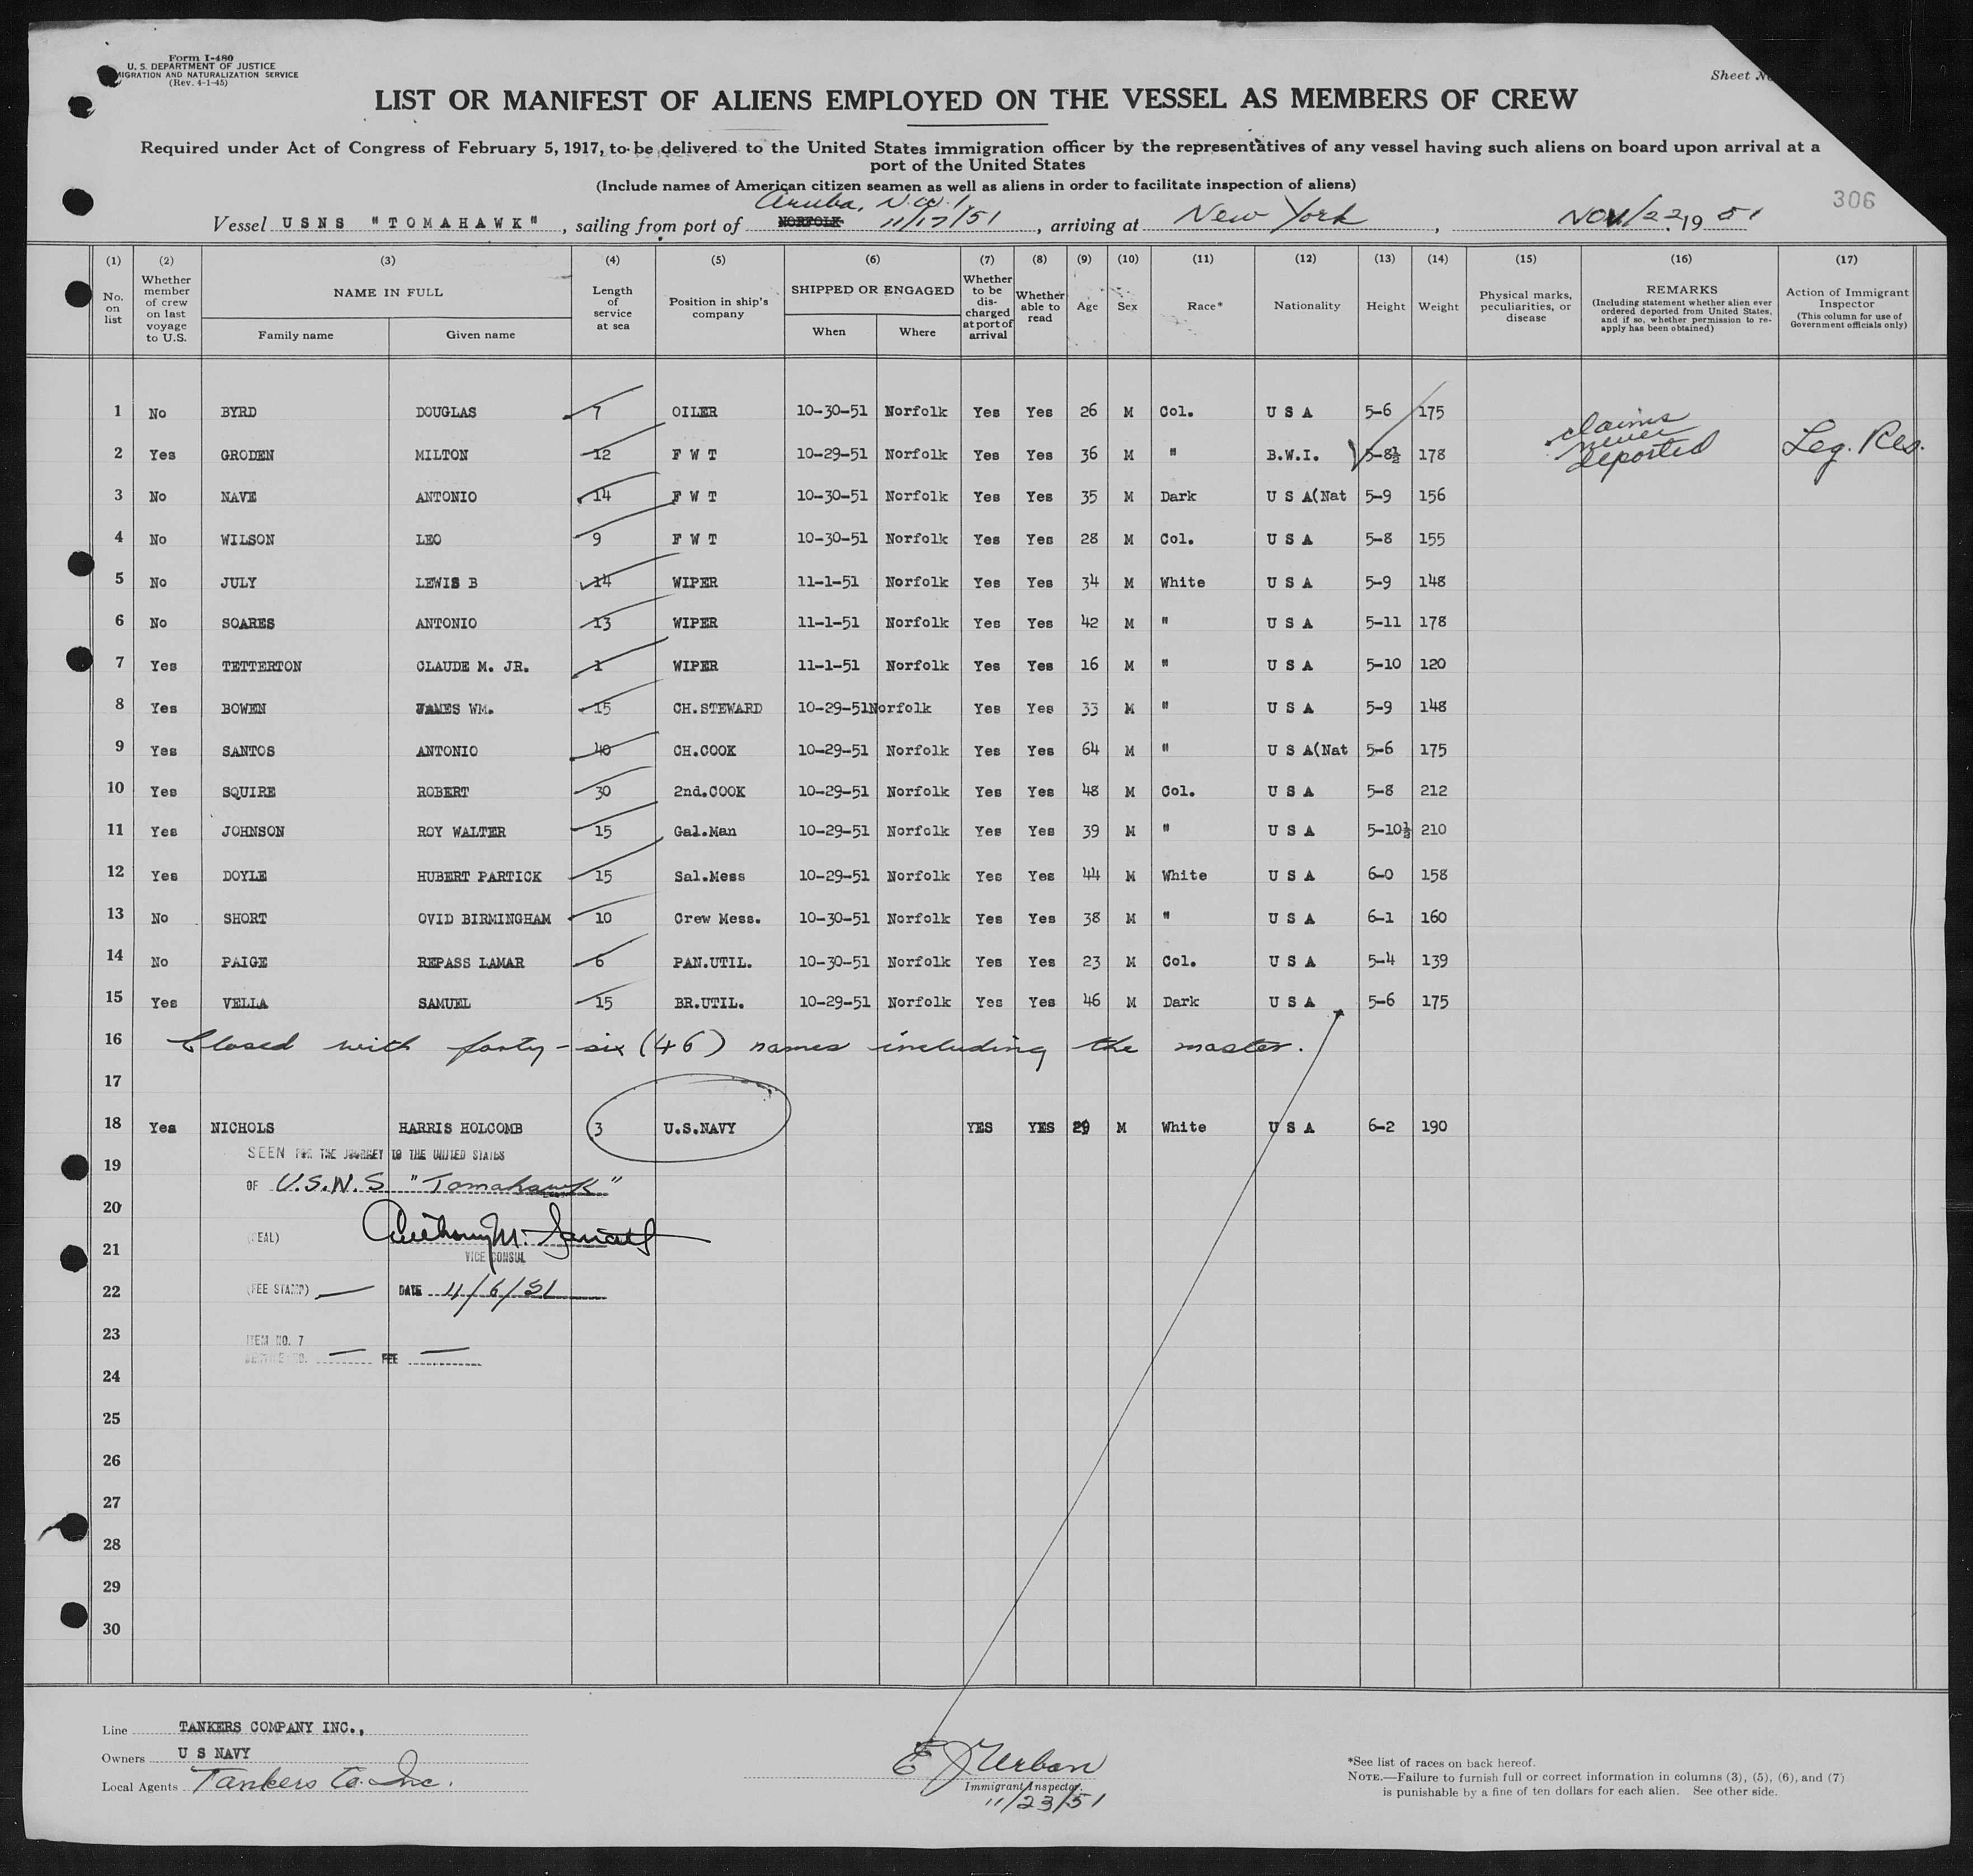 Form I-480
U. S. DEPARTMENT OF JUSTICE
MIGRATION AND NATURALIZATION SERVICE
(Rev. 4-1-45)
Sheet No
LIST OR MANIFEST OF ALIENS EMPLOYED ON THE VESSEL AS MEMBERS OF CREW
Required under Act of Congress of February 5, 1917, to be delivered to the United States immigration officer by the representatives of any vessel having such aliens on board upon arrival at a
port of the United States
(Include names of American citizen seamen as well as aliens in order to facilitate inspection of aliens)
306
Aruba, N.W.I.
Vessel USNS "TOMAHAWK", sailing from port of NORFOLK 11/17/51, arriving at New York, NOV/22, 1951
(1) (2) (3) (4) (5) (6) (7) (8) (9) (10) (11) (12) (13) (14) (15) (16) (17)
No. on list
Whether member of crew on last voyage to U.S.
NAME IN FULL
Family name
Given name
Length of service at sea
Position in ship's company
SHIPPED OR ENGAGED
When
Where
Whether to be discharged at port of arrival
Whether able to read
Age
Sex
Race*
Nationality
Height
Weight
Physical marks, peculiarities, or disease
REMARKS
(Including statement whether alien ever ordered deported from United States, and if so, whether permission to re-apply has been obtained)
Action of Immigrant Inspector
(This column for use of Government officials only)
1 No BYRD DOUGLAS 7 OILER 10-30-51 Norfolk Yes Yes 26 M Col. U S A 5-6 175
2 Yes GRODEN MILTON 12 F W T 10-29-51 Norfolk Yes Yes 36 M " B.W.I. 5-8½ 178 claims never deported Leg. Res.
3 No NAVE ANTONIO 14 F W T 10-30-51 Norfolk Yes Yes 35 M Dark U S A(Nat 5-9 156
4 No WILSON LEO 9 F W T 10-30-51 Norfolk Yes Yes 28 M Col. U S A 5-8 155
5 No JULY LEWIS B 14 WIPER 11-1-51 Norfolk Yes Yes 34 M White U S A 5-9 148
6 No SOARES ANTONIO 13 WIPER 11-1-51 Norfolk Yes Yes 42 M " U S A 5-11 178
7 Yes TETTERTON CLAUDE M. JR. 1 WIPER 11-1-51 Norfolk Yes Yes 16 M " U S A 5-10 120
8 Yes BOWEN JAMES WM. 15 CH.STEWARD 10-29-51Norfolk Yes Yes 33 M " U S A 5-9 148
9 Yes SANTOS ANTONIO 40 CH.COOK 10-29-51 Norfolk Yes Yes 64 M " U S A(Nat 5-6 175
10 Yes SQUIRE ROBERT 30 2nd.COOK 10-29-51 Norfolk Yes Yes 48 M Col. U S A 5-8 212
11 Yes JOHNSON ROY WALTER 15 Gal.Man 10-29-51 Norfolk Yes Yes 39 M " U S A 5-10½ 210
12 Yes DOYLE HUBERT PARTICK 15 Sal.Mess 10-29-51 Norfolk Yes Yes 44 M White U S A 6-0 158
13 No SHORT OVID BIRMINGHAM 10 Crew Mess. 10-30-51 Norfolk Yes Yes 38 M " U S A 6-1 160
14 No PAIGE REPASS LAMAR 6 PAN.UTIL. 10-30-51 Norfolk Yes Yes 23 M Col. U S A 5-4 139
15 Yes VELLA SAMUEL 15 BR.UTIL. 10-29-51 Norfolk Yes Yes 46 M Dark U S A 5-6 175
16 Closed with forty-six (46) names including the master.
17
18 Yes NICHOLS HARRIS HOLCOMB 3 U.S.NAVY YES YES 29 M White U S A 6-2 190
SEEN FOR THE JOURNEY TO THE UNITED STATES
19
OF U.S.N.S "Tomahawk"
20
(SEAL) Anthony M.
21
VICE CONSUL
22 (FEE STAMP) — DATE 11/6/51
23 ITEM NO. 7
— FEE —
24
25
26
27
28
29
30
Line TANKERS COMPANY INC.,
Owners U S NAVY
Local Agents Tankers Co. Inc.
E J Urban
Immigrant Inspector.
11/23/51
*See list of races on back hereof.
NOTE.—Failure to furnish full or correct information in columns (3), (5), (6), and (7)
is punishable by a fine of ten dollars for each alien. See other side.